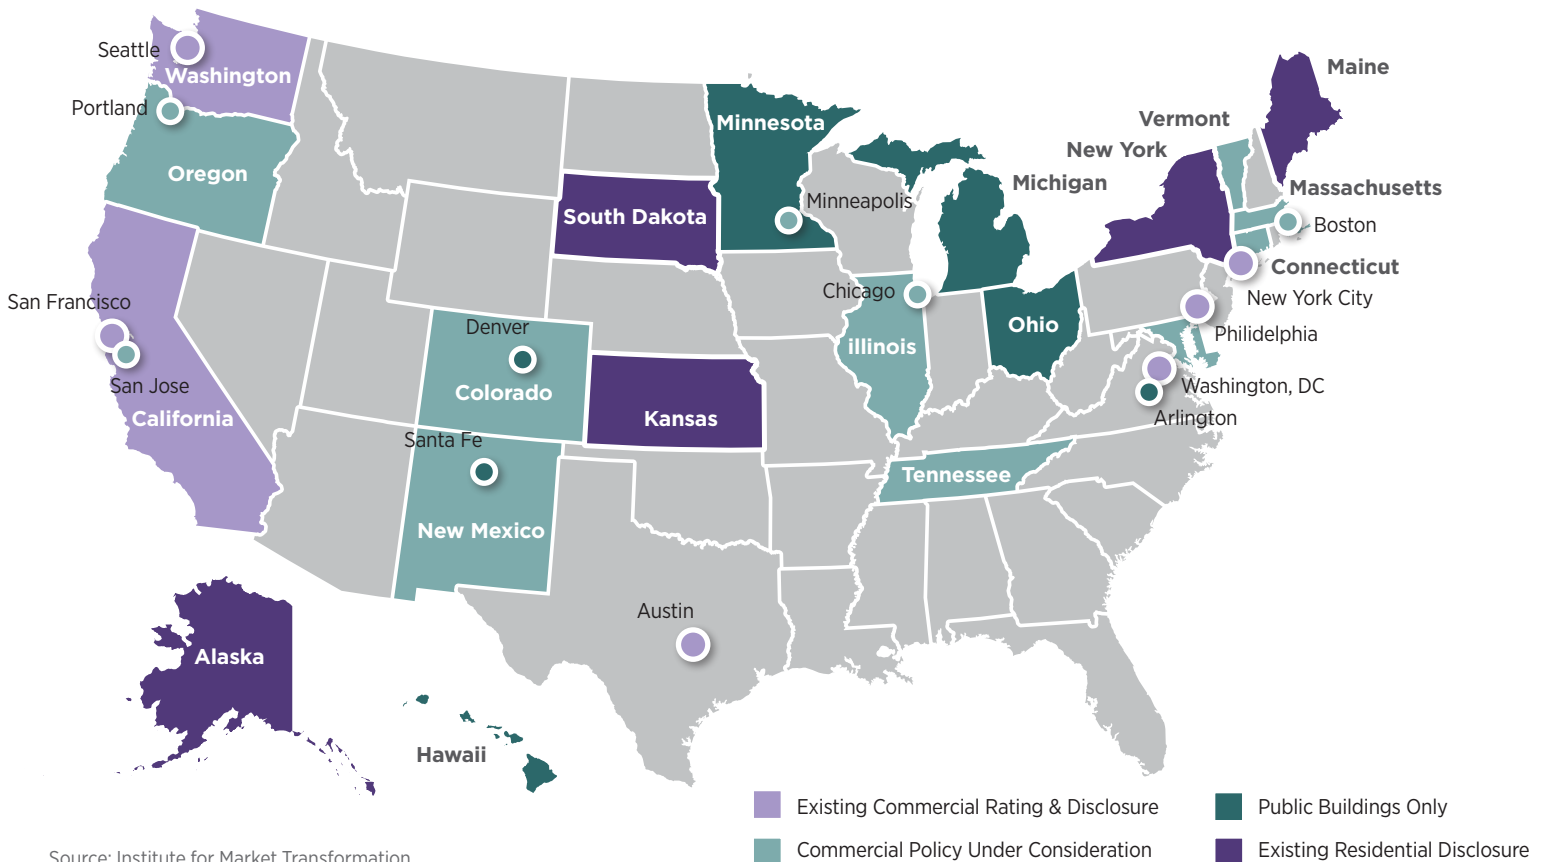 Seattle
Washington
Portland
Oregon
San Francisco
San Jose
California
Minnesota
Minneapolis
South Dakota
Denver
Colorado
Kansas
Santa Fe
New Mexico
Austin
Chicago
illinois
Michigan
Ohio
Tennessee
Maine
Vermont
New York
Massachusetts
Boston
Connecticut
New York City
Philidelphia
Washington, DC
Arlington
Alaska
Hawaii
Existing Commercial Rating & Disclosure
Public Buildings Only
Commercial Policy Under Consideration
Existing Residential Disclosure
Source: Institute for Market Transformation